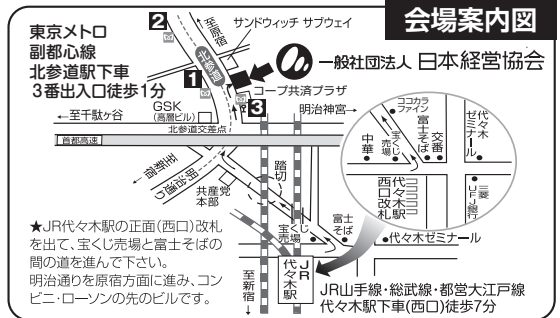 会場案内図
東京メトロ
副都心線
北参道駅下車
3番出入口徒歩1分
2
至原宿
サンドウィッチ サブウェイ
北参道
1
一般社団法人 日本経営協会
コープ共済プラザ
3
明治神宮→
←至千駄ヶ谷
GSK
(高層ビル)
北参道交差点
首都高速
至新宿
明治通り
共産党
本部
踏切
宝くじ
売場
富士
そば
代々木ゼミナール
JR
代々木駅
至新宿
ココカラ
ファイン
中華
宝くじ
売場
富士そば
交番
代々木
ゼミナール
代々木駅
西口改札
三菱
UFJ銀行
★JR代々木駅の正面(西口)改札
を出て、宝くじ売場と富士そばの
間の道を進んで下さい。
明治通りを原宿方面に進み、コン
ビニ・ローソンの先のビルです。
JR山手線・総武線・都営大江戸線
代々木駅下車(西口)徒歩7分